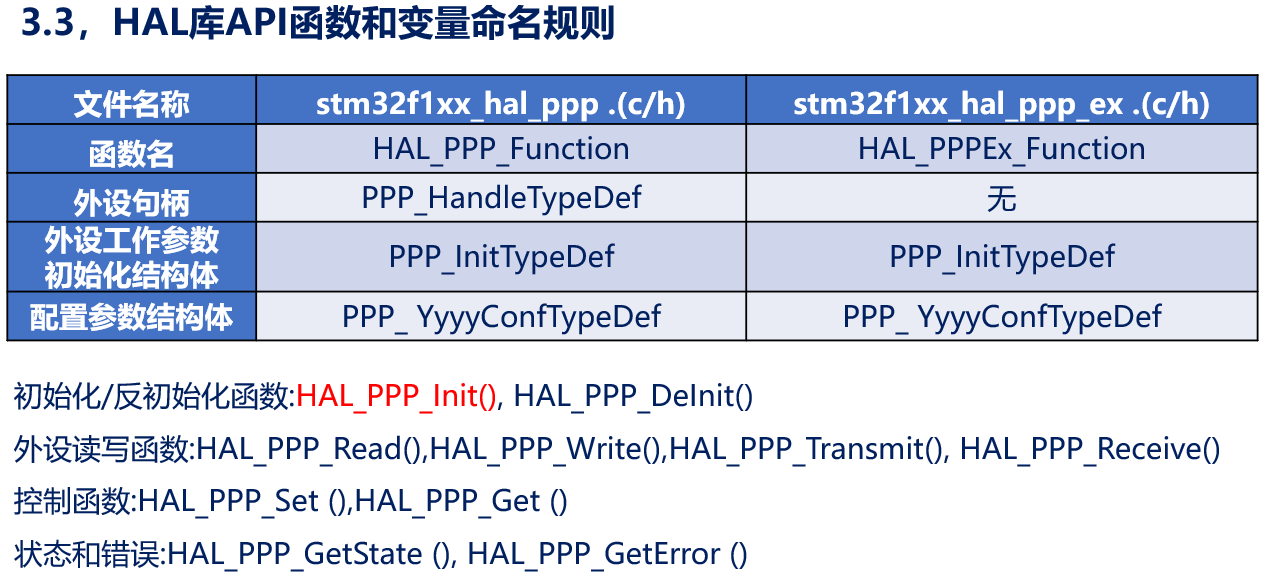 3.3，HAL库API函数和变量命名规则
文件名称 stm32f1xx_hal_ppp .(c/h) stm32f1xx_hal_ppp_ex .(c/h)
函数名 HAL_PPP_Function HAL_PPPEx_Function
外设句柄 PPP_HandleTypeDef 无
外设工作参数
初始化结构体 PPP_InitTypeDef PPP_InitTypeDef
配置参数结构体 PPP_ YyyyConfTypeDef PPP_ YyyyConfTypeDef
初始化/反初始化函数:HAL_PPP_Init(), HAL_PPP_DeInit()
外设读写函数:HAL_PPP_Read(),HAL_PPP_Write(),HAL_PPP_Transmit(), HAL_PPP_Receive()
控制函数:HAL_PPP_Set (),HAL_PPP_Get ()
状态和错误:HAL_PPP_GetState (), HAL_PPP_GetError ()